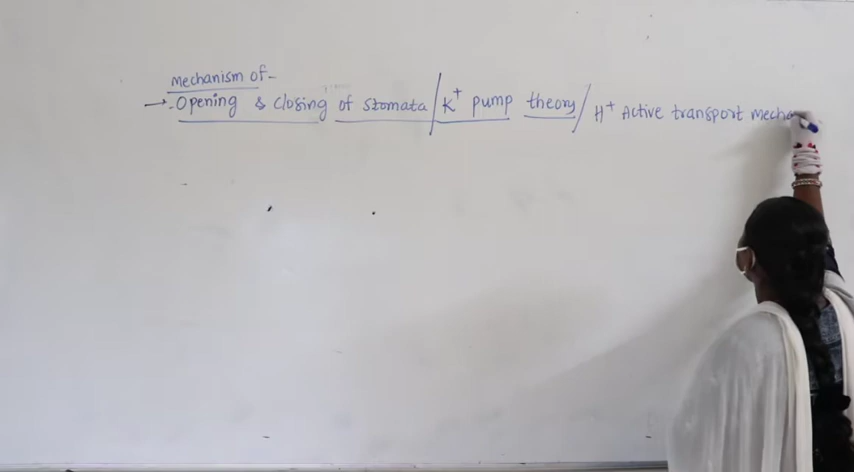 mechanism of-
→ Opening & closing of stomata / K⁺ pump theory / H⁺ Active transport mecha